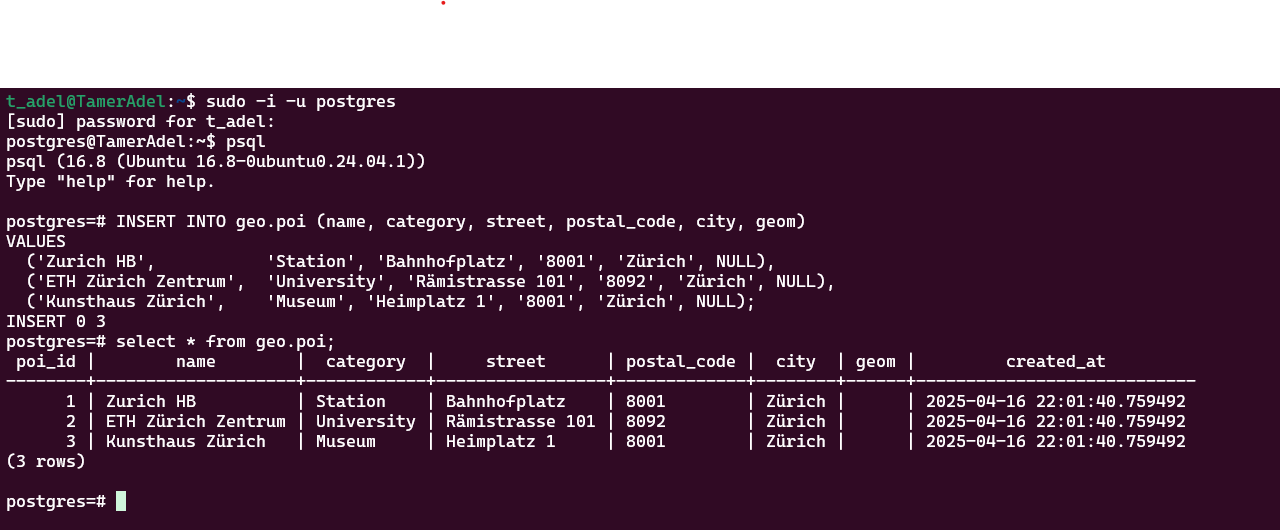 t_adel@TamerAdel:~$ sudo -i -u postgres
[sudo] password for t_adel:
postgres@TamerAdel:~$ psql
psql (16.8 (Ubuntu 16.8-0ubuntu0.24.04.1))
Type "help" for help.
postgres=# INSERT INTO geo.poi (name, category, street, postal_code, city, geom)
VALUES
  ('Zurich HB',           'Station', 'Bahnhofplatz', '8001', 'Zürich', NULL),
  ('ETH Zürich Zentrum',  'University', 'Rämistrasse 101', '8092', 'Zürich', NULL),
  ('Kunsthaus Zürich',    'Museum', 'Heimplatz 1', '8001', 'Zürich', NULL);
INSERT 0 3
postgres=# select * from geo.poi;
 poi_id |        name        |  category  |     street      | postal_code |  city  | geom |         created_at
--------+--------------------+------------+-----------------+-------------+--------+------+----------------------------
      1 | Zurich HB          | Station    | Bahnhofplatz    | 8001        | Zürich |      | 2025-04-16 22:01:40.759492
      2 | ETH Zürich Zentrum | University | Rämistrasse 101 | 8092        | Zürich |      | 2025-04-16 22:01:40.759492
      3 | Kunsthaus Zürich   | Museum     | Heimplatz 1     | 8001        | Zürich |      | 2025-04-16 22:01:40.759492
(3 rows)
postgres=#